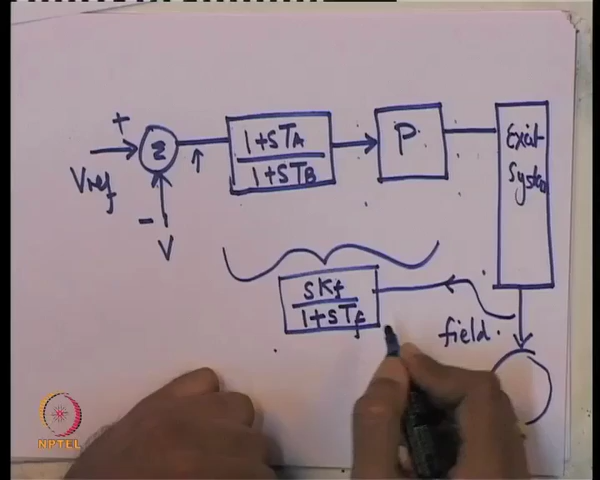 +
Vref
Σ
-
V
1+STA
1+STB
P
Excit
System
sKf
1+sTf
field.
NPTEL